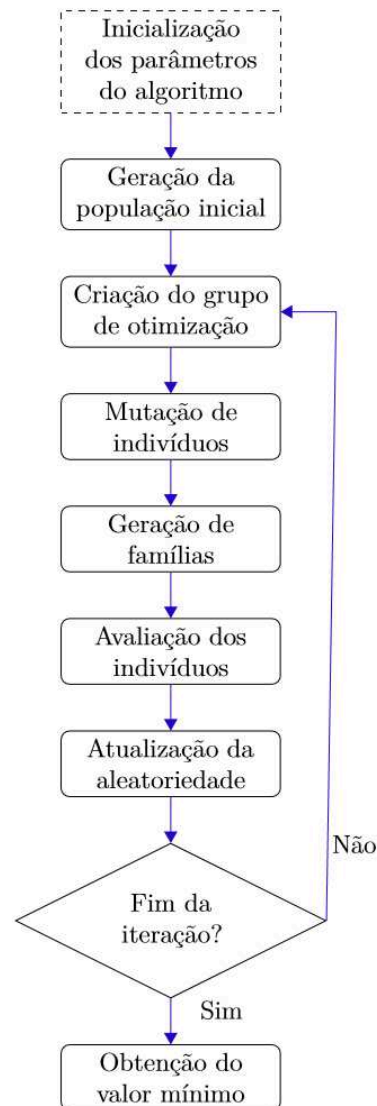 Inicialização
dos parâmetros
do algoritmo
Geração da
população inicial
Criação do grupo
de otimização
Mutação de
indivíduos
Geração de
famílias
Avaliação dos
indivíduos
Atualização da
aleatoriedade
Não
Fim da
iteração?
Sim
Obtenção do
valor mínimo